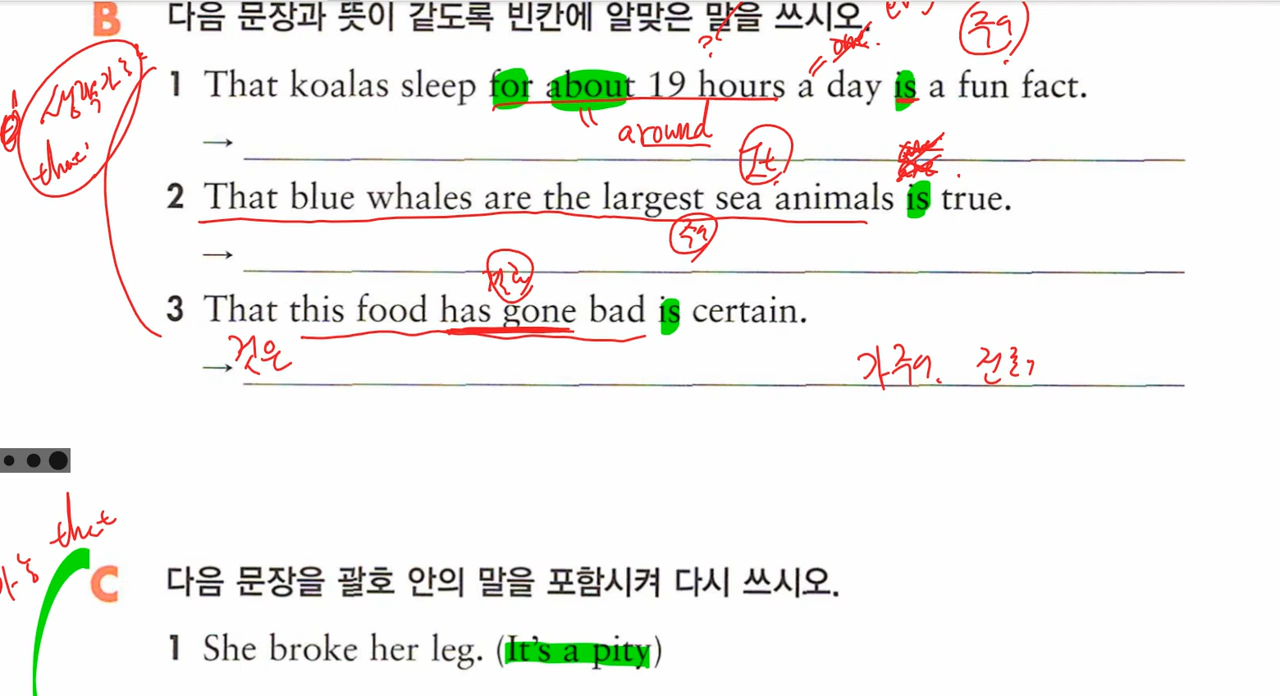 B 다음 문장과 뜻이 같도록 빈칸에 알맞은 말을 쓰시오.
주어
1 That koalas sleep for about 19 hours a day is a fun fact.
around
→
It
2 That blue whales are the largest sea animals is true.
주어
→
3 That this food has gone bad is certain.
→ 것은
가주어. 진리
that
C 다음 문장을 괄호 안의 말을 포함시켜 다시 쓰시오.
1 She broke her leg. (It's a pity)